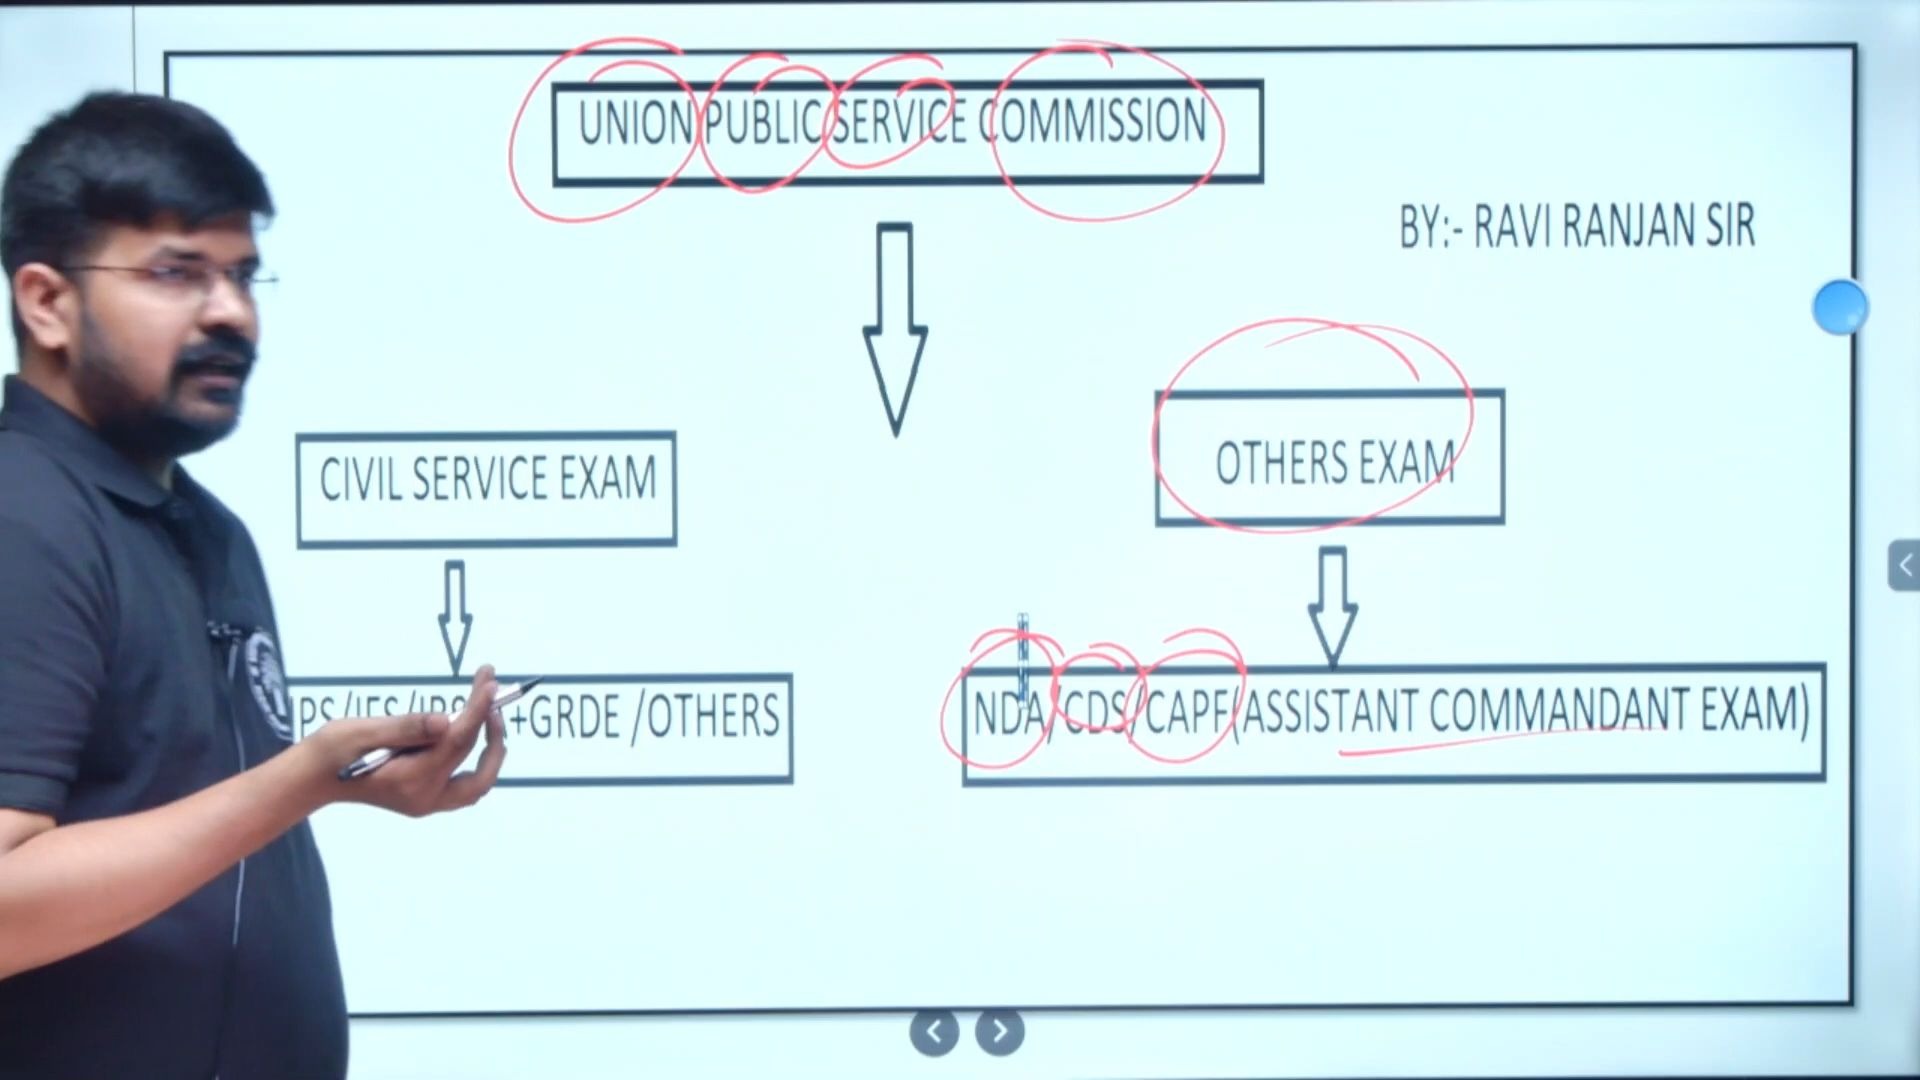 UNION PUBLIC SERVICE COMMISSION
BY:- RAVI RANJAN SIR
CIVIL SERVICE EXAM
OTHERS EXAM
+GRDE /OTHERS
NDA/CDS/CAPF(ASSISTANT COMMANDANT EXAM)